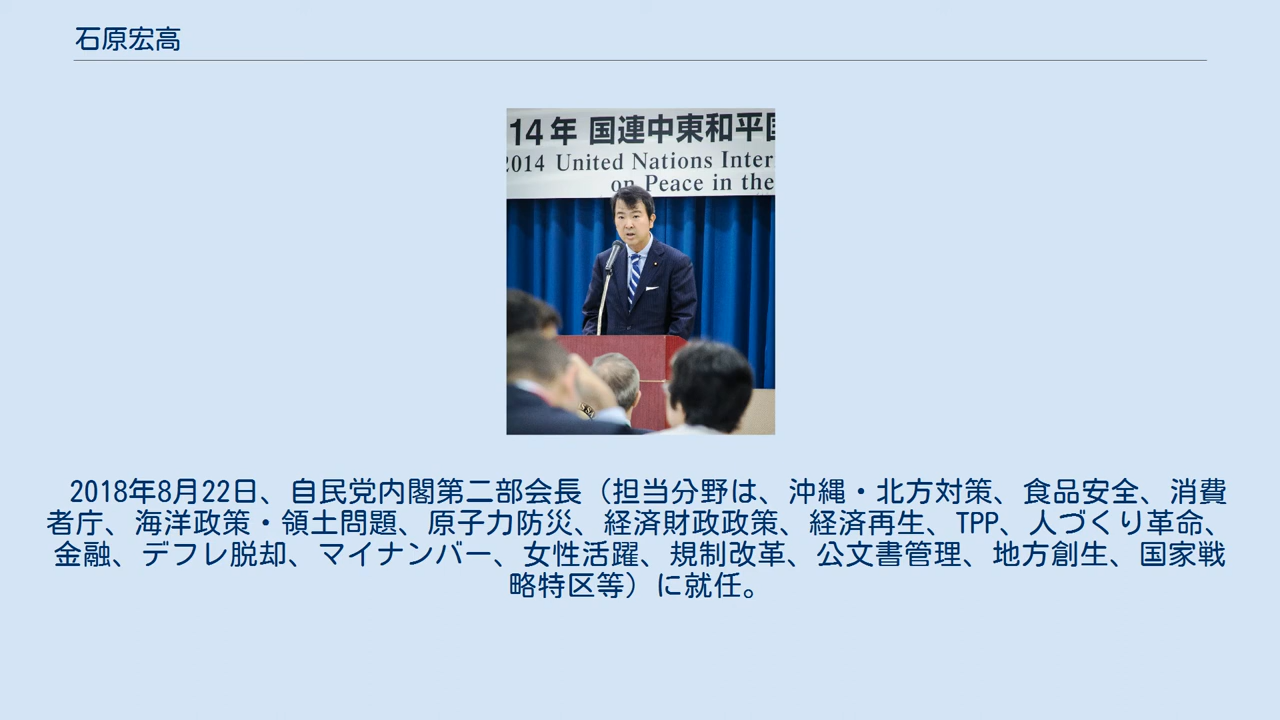 石原宏高
14年 国連中東和平国
2014 United Nations Inter
on Peace in the
2018年8月22日、自民党内閣第二部会長（担当分野は、沖縄・北方対策、食品安全、消費
者庁、海洋政策・領土問題、原子力防災、経済財政政策、経済再生、TPP、人づくり革命、
金融、デフレ脱却、マイナンバー、女性活躍、規制改革、公文書管理、地方創生、国家戦
略特区等）に就任。